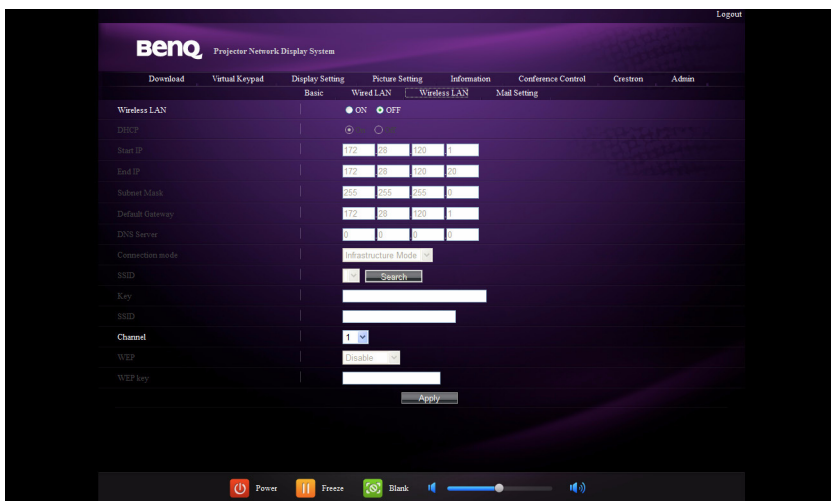 Logout
BenQ Projector Network Display System
Download Virtual Keypad Display Setting Picture Setting Information Conference Control Crestron Admin
Basic Wired LAN Wireless LAN Mail Setting
Wireless LAN ON OFF
DHCP
Start IP 172 .28 .120 .1
End IP 172 .28 .120 .20
Subnet Mask 255 .255 .255 .0
Default Gateway 172 .28 .120 .1
DNS Server 0 .0 .0 .0
Connection mode Infrastructure Mode
SSID Search
Key
SSID
Channel 1
WEP Disable
WEP key
Apply
Power Freeze Blank